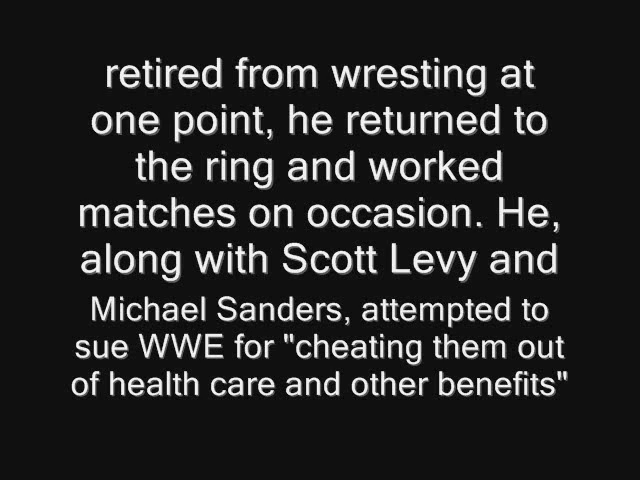 retired from wresting at
one point, he returned to
the ring and worked
matches on occasion. He,
along with Scott Levy and
Michael Sanders, attempted to
sue WWE for "cheating them out
of health care and other benefits"